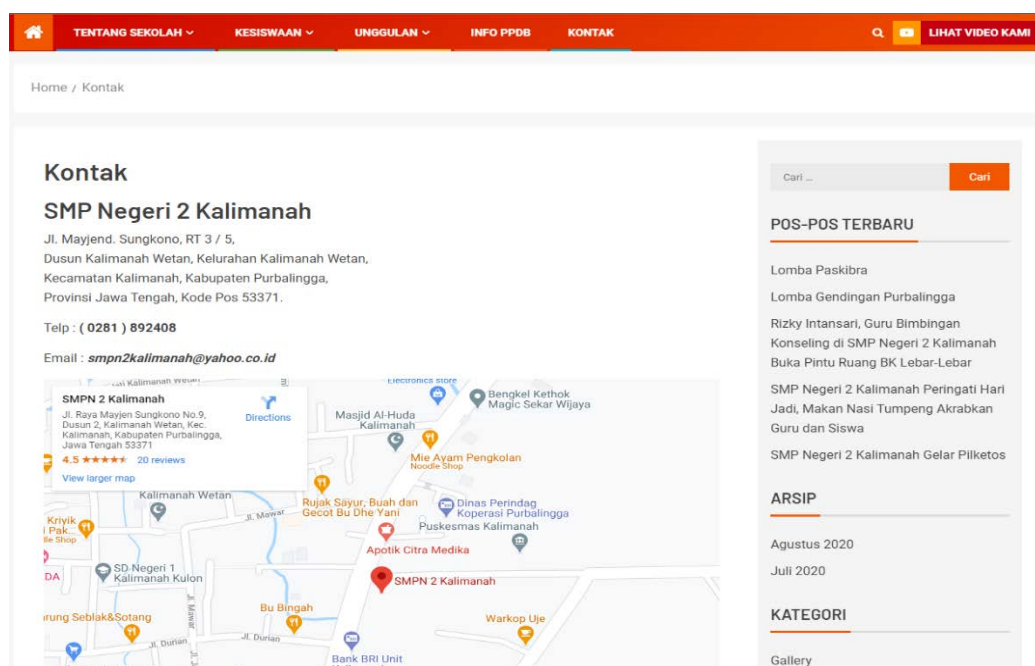 TENTANG SEKOLAH KESISWAAN UNGGULAN INFO PPDB KONTAK LIHAT VIDEO KAMI
Home / Kontak
Kontak
SMP Negeri 2 Kalimanah
Jl. Mayjend. Sungkono, RT 3 / 5,
Dusun Kalimanah Wetan, Kelurahan Kalimanah Wetan,
Kecamatan Kalimanah, Kabupaten Purbalingga,
Provinsi Jawa Tengah, Kode Pos 53371.
Telp : ( 0281 ) 892408
Email : smpn2kalimanah@yahoo.co.id
SMPN 2 Kalimanah
Jl. Raya Mayjen Sungkono No.9,
Dusun 2, Kalimanah Wetan, Kec.
Kalimanah, Kabupaten Purbalingga,
Jawa Tengah 53371
4.5 20 reviews
View larger map
Directions
Kalimanah Wetan
Electronics store
Bengkel Kethok
Magic Sekar Wijaya
Masjid Al-Huda
Kalimanah
Mie Ayam Pengkolan
Noodle Shop
Kalimanah Wetan
Rujak Sayur, Buah dan
Gecot Bu Dhe Yani
Dinas Perindag
Koperasi Purbalingga
Jl. Mawar
Puskesmas Kalimanah
Apotik Citra Medika
SD Negeri 1
Kalimanah Kulon
SMPN 2 Kalimanah
Jl. Mawar
Bu Bingah
Warkop Uje
Jl. Durian
Jl. Durian
Bank BRI Unit
Cari ...
Cari
POS-POS TERBARU
Lomba Paskibra
Lomba Gendingan Purbalingga
Rizky Intansari, Guru Bimbingan
Konseling di SMP Negeri 2 Kalimanah
Buka Pintu Ruang BK Lebar-Lebar
SMP Negeri 2 Kalimanah Peringati Hari
Jadi, Makan Nasi Tumpeng Akrabkan
Guru dan Siswa
SMP Negeri 2 Kalimanah Gelar Pilketos
ARSIP
Agustus 2020
Juli 2020
KATEGORI
Gallery